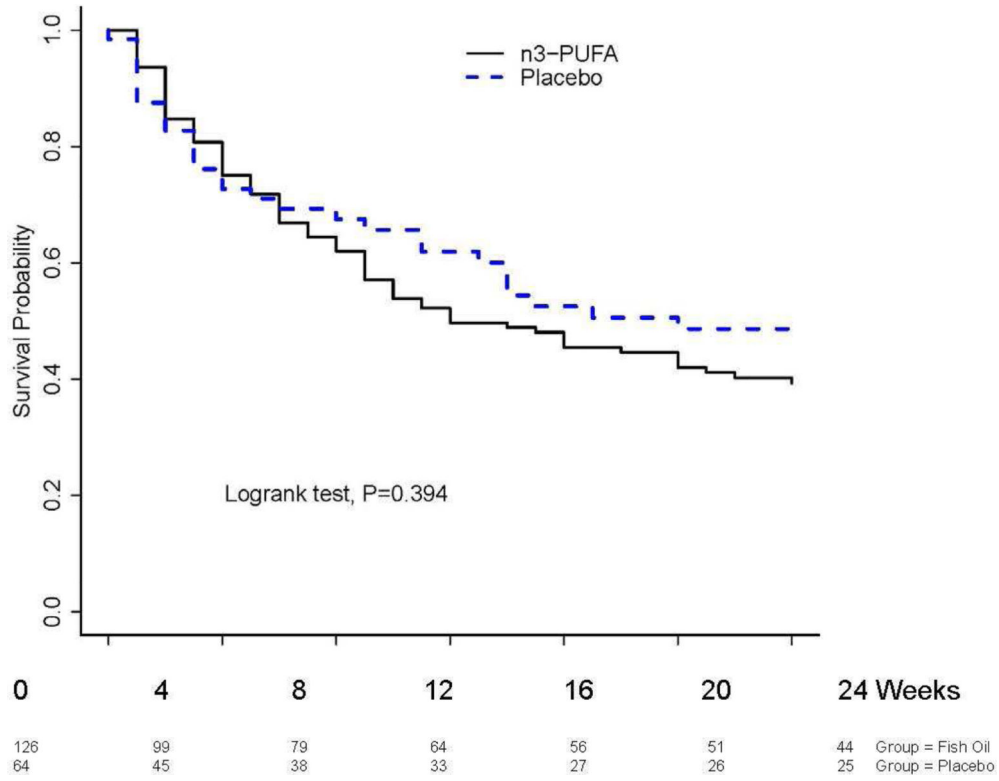 1.0
n3-PUFA
Placebo
0.8
0.6
Survival Probability
0.4
Logrank test, P=0.394
0.2
0.0
0 4 8 12 16 20 24 Weeks
126 99 79 64 56 51 44 Group = Fish Oil
64 45 38 33 27 26 25 Group = Placebo